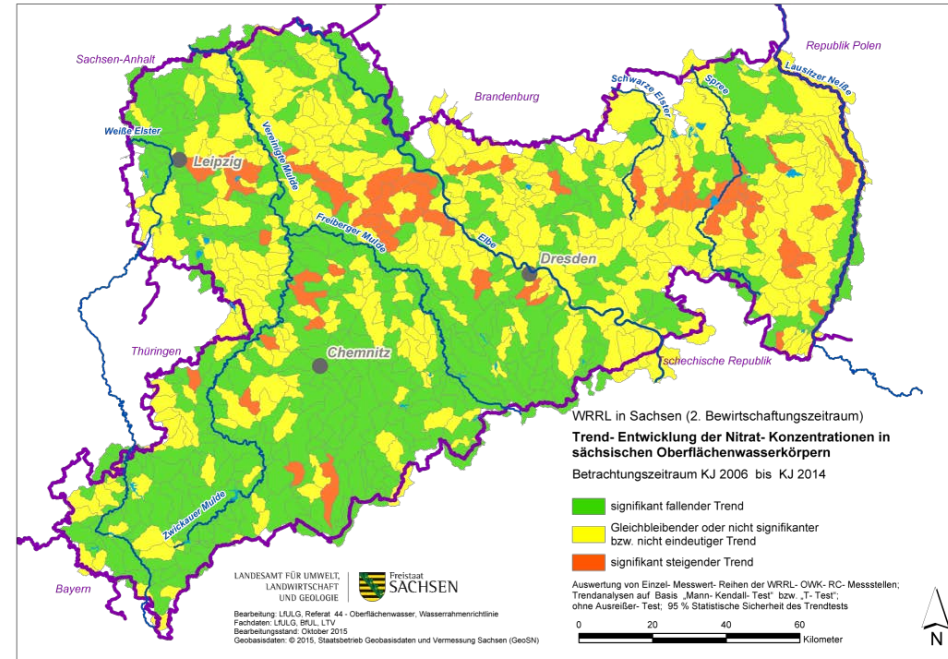 Sachsen-Anhalt
Republik Polen
Brandenburg
Schwarze Elster
Spree
Lausitzer Neiße
Weiße Elster
Vereinigte Mulde
Leipzig
Freiberger Mulde
Elbe
Dresden
Thüringen
Chemnitz
Tschechische Republik
Zwickauer Mulde
Bayern
WRRL in Sachsen (2. Bewirtschaftungszeitraum)
Trend- Entwicklung der Nitrat- Konzentrationen in
sächsischen Oberflächenwasserkörpern
Betrachtungszeitraum KJ 2006 bis KJ 2014
signifikant fallender Trend
Gleichbleibender oder nicht signifikanter
bzw. nicht eindeutiger Trend
signifikant steigender Trend
Auswertung von Einzel- Messwert- Reihen der WRRL- OWK- RC- Messstellen;
Trendanalysen auf Basis „Mann- Kendall- Test“ bzw. „T- Test“;
ohne Ausreißer- Test; 95 % Statistische Sicherheit des Trendtests
0 20 40 60
Kilometer
N
LANDESAMT FÜR UMWELT,
LANDWIRTSCHAFT
UND GEOLOGIE
Freistaat
SACHSEN
Bearbeitung: LfULG, Referat 44 - Oberflächenwasser, Wasserrahmenrichtlinie
Fachdaten: LfULG, BfUL, LTV
Bearbeitungsstand: Oktober 2015
Geobasisdaten: © 2015, Staatsbetrieb Geobasisdaten und Vermessung Sachsen (GeoSN)